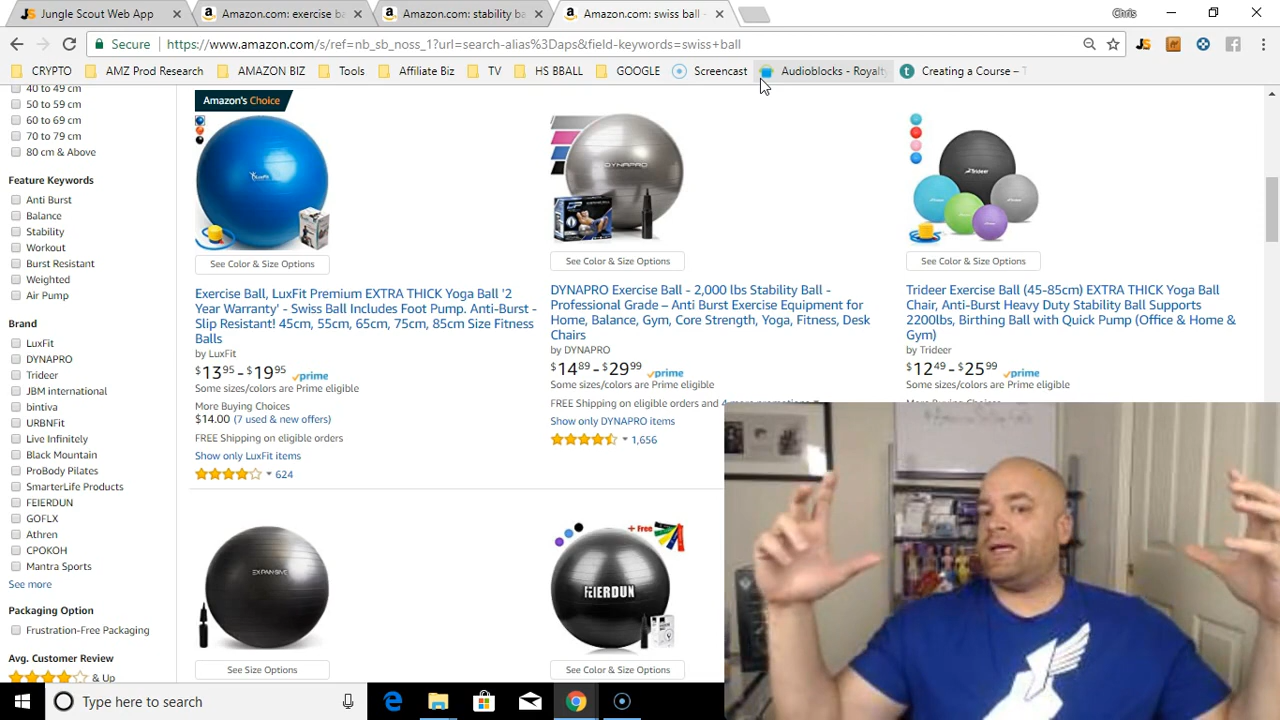 Jungle Scout Web App
Amazon.com: exercise ba
Amazon.com: stability ba
Amazon.com: swiss ball -
Chris
Secure
https://www.amazon.com/s/ref=nb_sb_noss_1?url=search-alias%3Daps&field-keywords=swiss+ball
CRYPTO
AMZ Prod Research
AMAZON BIZ
Tools
Affiliate Biz
TV
HS BBALL
GOOGLE
Screencast
Audioblocks - Royalty
Creating a Course – T
40 to 49 cm
50 to 59 cm
60 to 69 cm
70 to 79 cm
80 cm & Above
Feature Keywords
Anti Burst
Balance
Stability
Workout
Burst Resistant
Weighted
Air Pump
Brand
LuxFit
DYNAPRO
Trideer
JBM international
bintiva
URBNFit
Live Infinitely
Black Mountain
ProBody Pilates
SmarterLife Products
FEIERDUN
GOFLX
Athren
CPOKOH
Mantra Sports
See more
Packaging Option
Frustration-Free Packaging
Avg. Customer Review
& Up
Amazon's Choice
LuxFit
See Color & Size Options
Exercise Ball, LuxFit Premium EXTRA THICK Yoga Ball '2
Year Warranty' - Swiss Ball Includes Foot Pump. Anti-Burst -
Slip Resistant! 45cm, 55cm, 65cm, 75cm, 85cm Size Fitness
Balls
by LuxFit
$13.95 - $19.95 prime
Some sizes/colors are Prime eligible
More Buying Choices
$14.00 (7 used & new offers)
FREE Shipping on eligible orders
Show only LuxFit items
624
DYNAPRO
See Color & Size Options
DYNAPRO Exercise Ball - 2,000 lbs Stability Ball -
Professional Grade – Anti Burst Exercise Equipment for
Home, Balance, Gym, Core Strength, Yoga, Fitness, Desk
Chairs
by DYNAPRO
$14.89 - $29.99 prime
Some sizes/colors are Prime eligible
FREE Shipping on eligible orders and
Show only DYNAPRO items
1,656
Trideer
See Color & Size Options
Trideer Exercise Ball (45-85cm) EXTRA THICK Yoga Ball
Chair, Anti-Burst Heavy Duty Stability Ball Supports
2200lbs, Birthing Ball with Quick Pump (Office & Home &
Gym)
by Trideer
$12.49 - $25.99 prime
Some sizes/colors are Prime eligible
EXPANSIVE
See Size Options
+ Free
FEIERDUN
See Color & Size Options
Type here to search